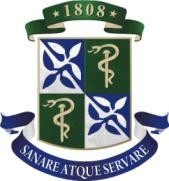 ★ 1808 ★
SANARE ATQUE SERVARE